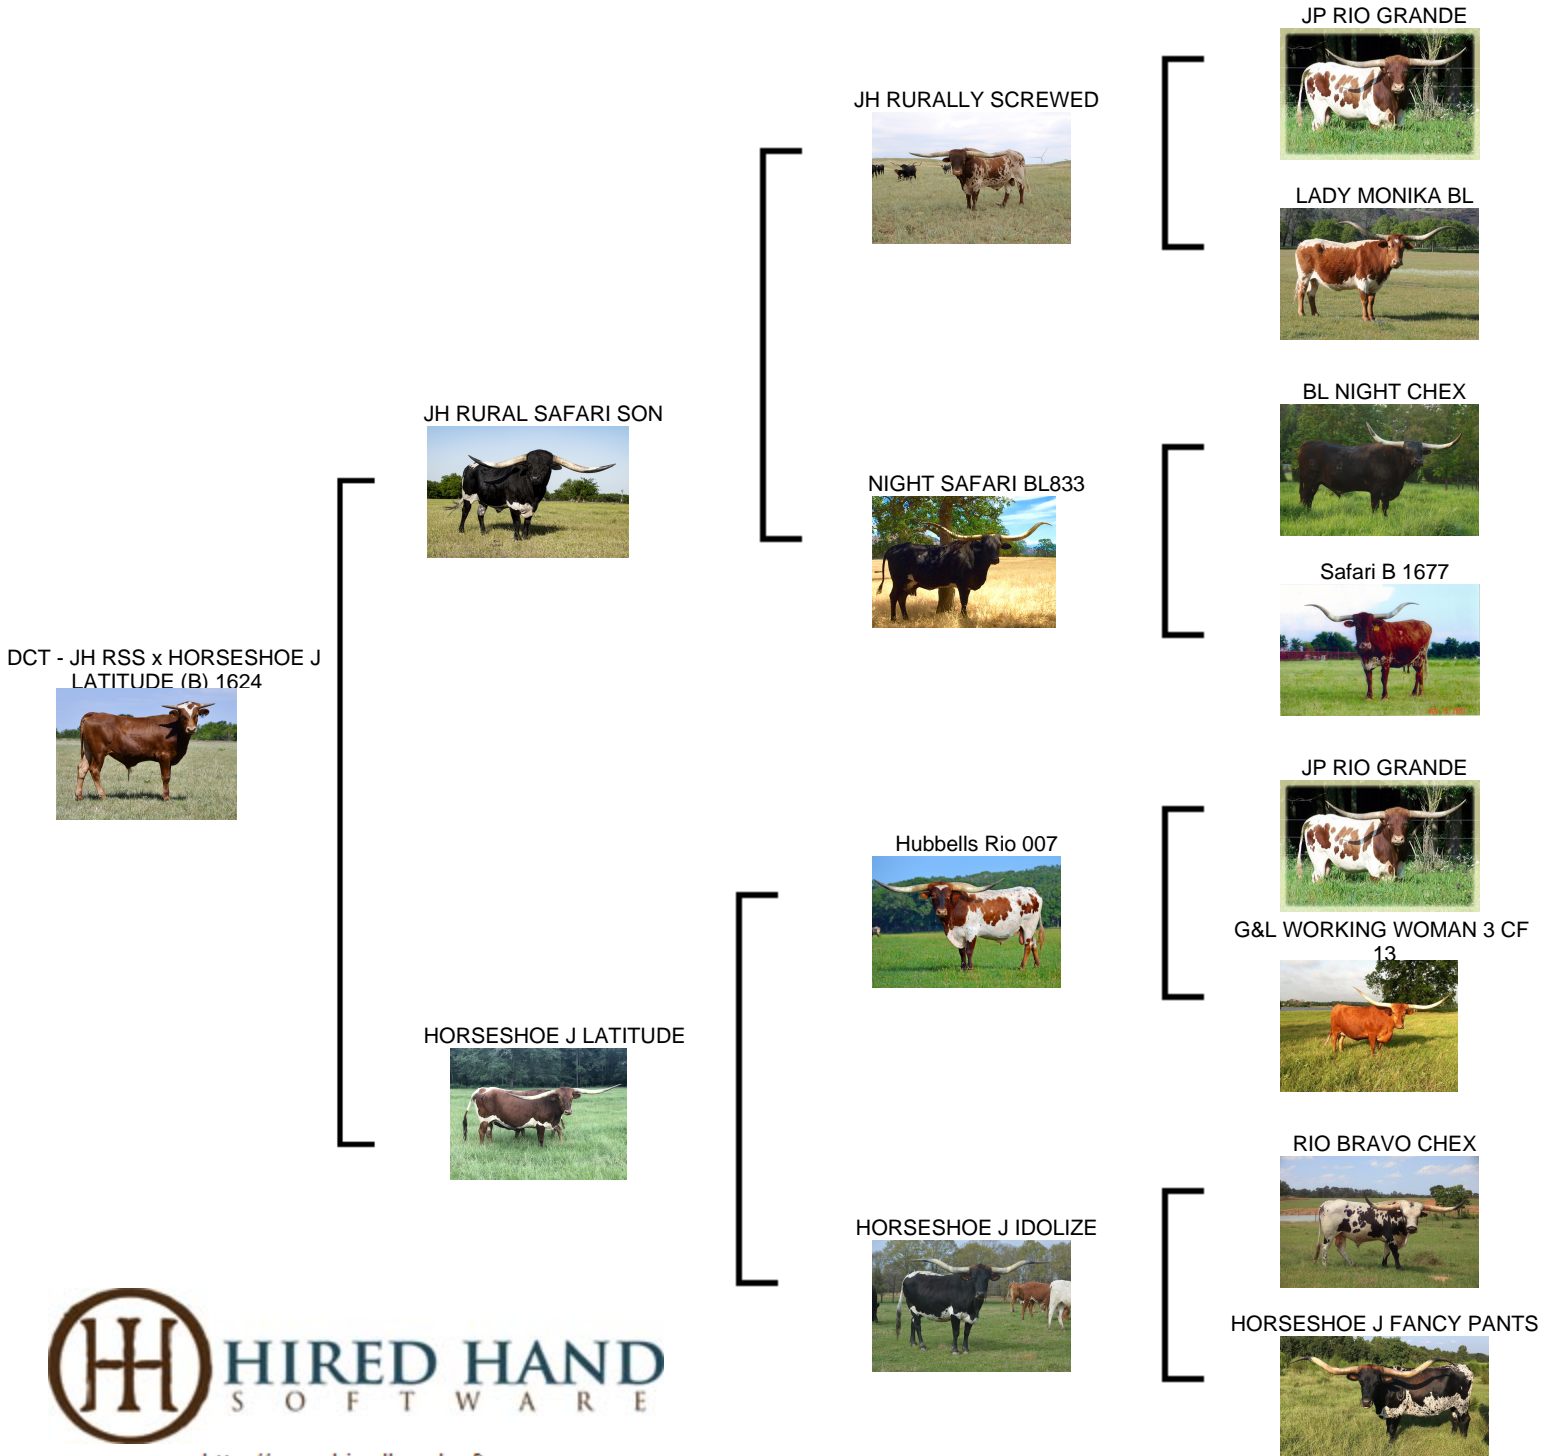 JP RIO GRANDE
JH RURALLY SCREWED
LADY MONIKA BL
BL NIGHT CHEX
JH RURAL SAFARI SON
NIGHT SAFARI BL833
Safari B 1677
DCT - JH RSS x HORSESHOE J
LATITUDE (B) 1624
JP RIO GRANDE
Hubbells Rio 007
G&L WORKING WOMAN 3 CF
13
HORSESHOE J LATITUDE
RIO BRAVO CHEX
HORSESHOE J IDOLIZE
HORSESHOE J FANCY PANTS
HIRED HAND
SOFTWARE